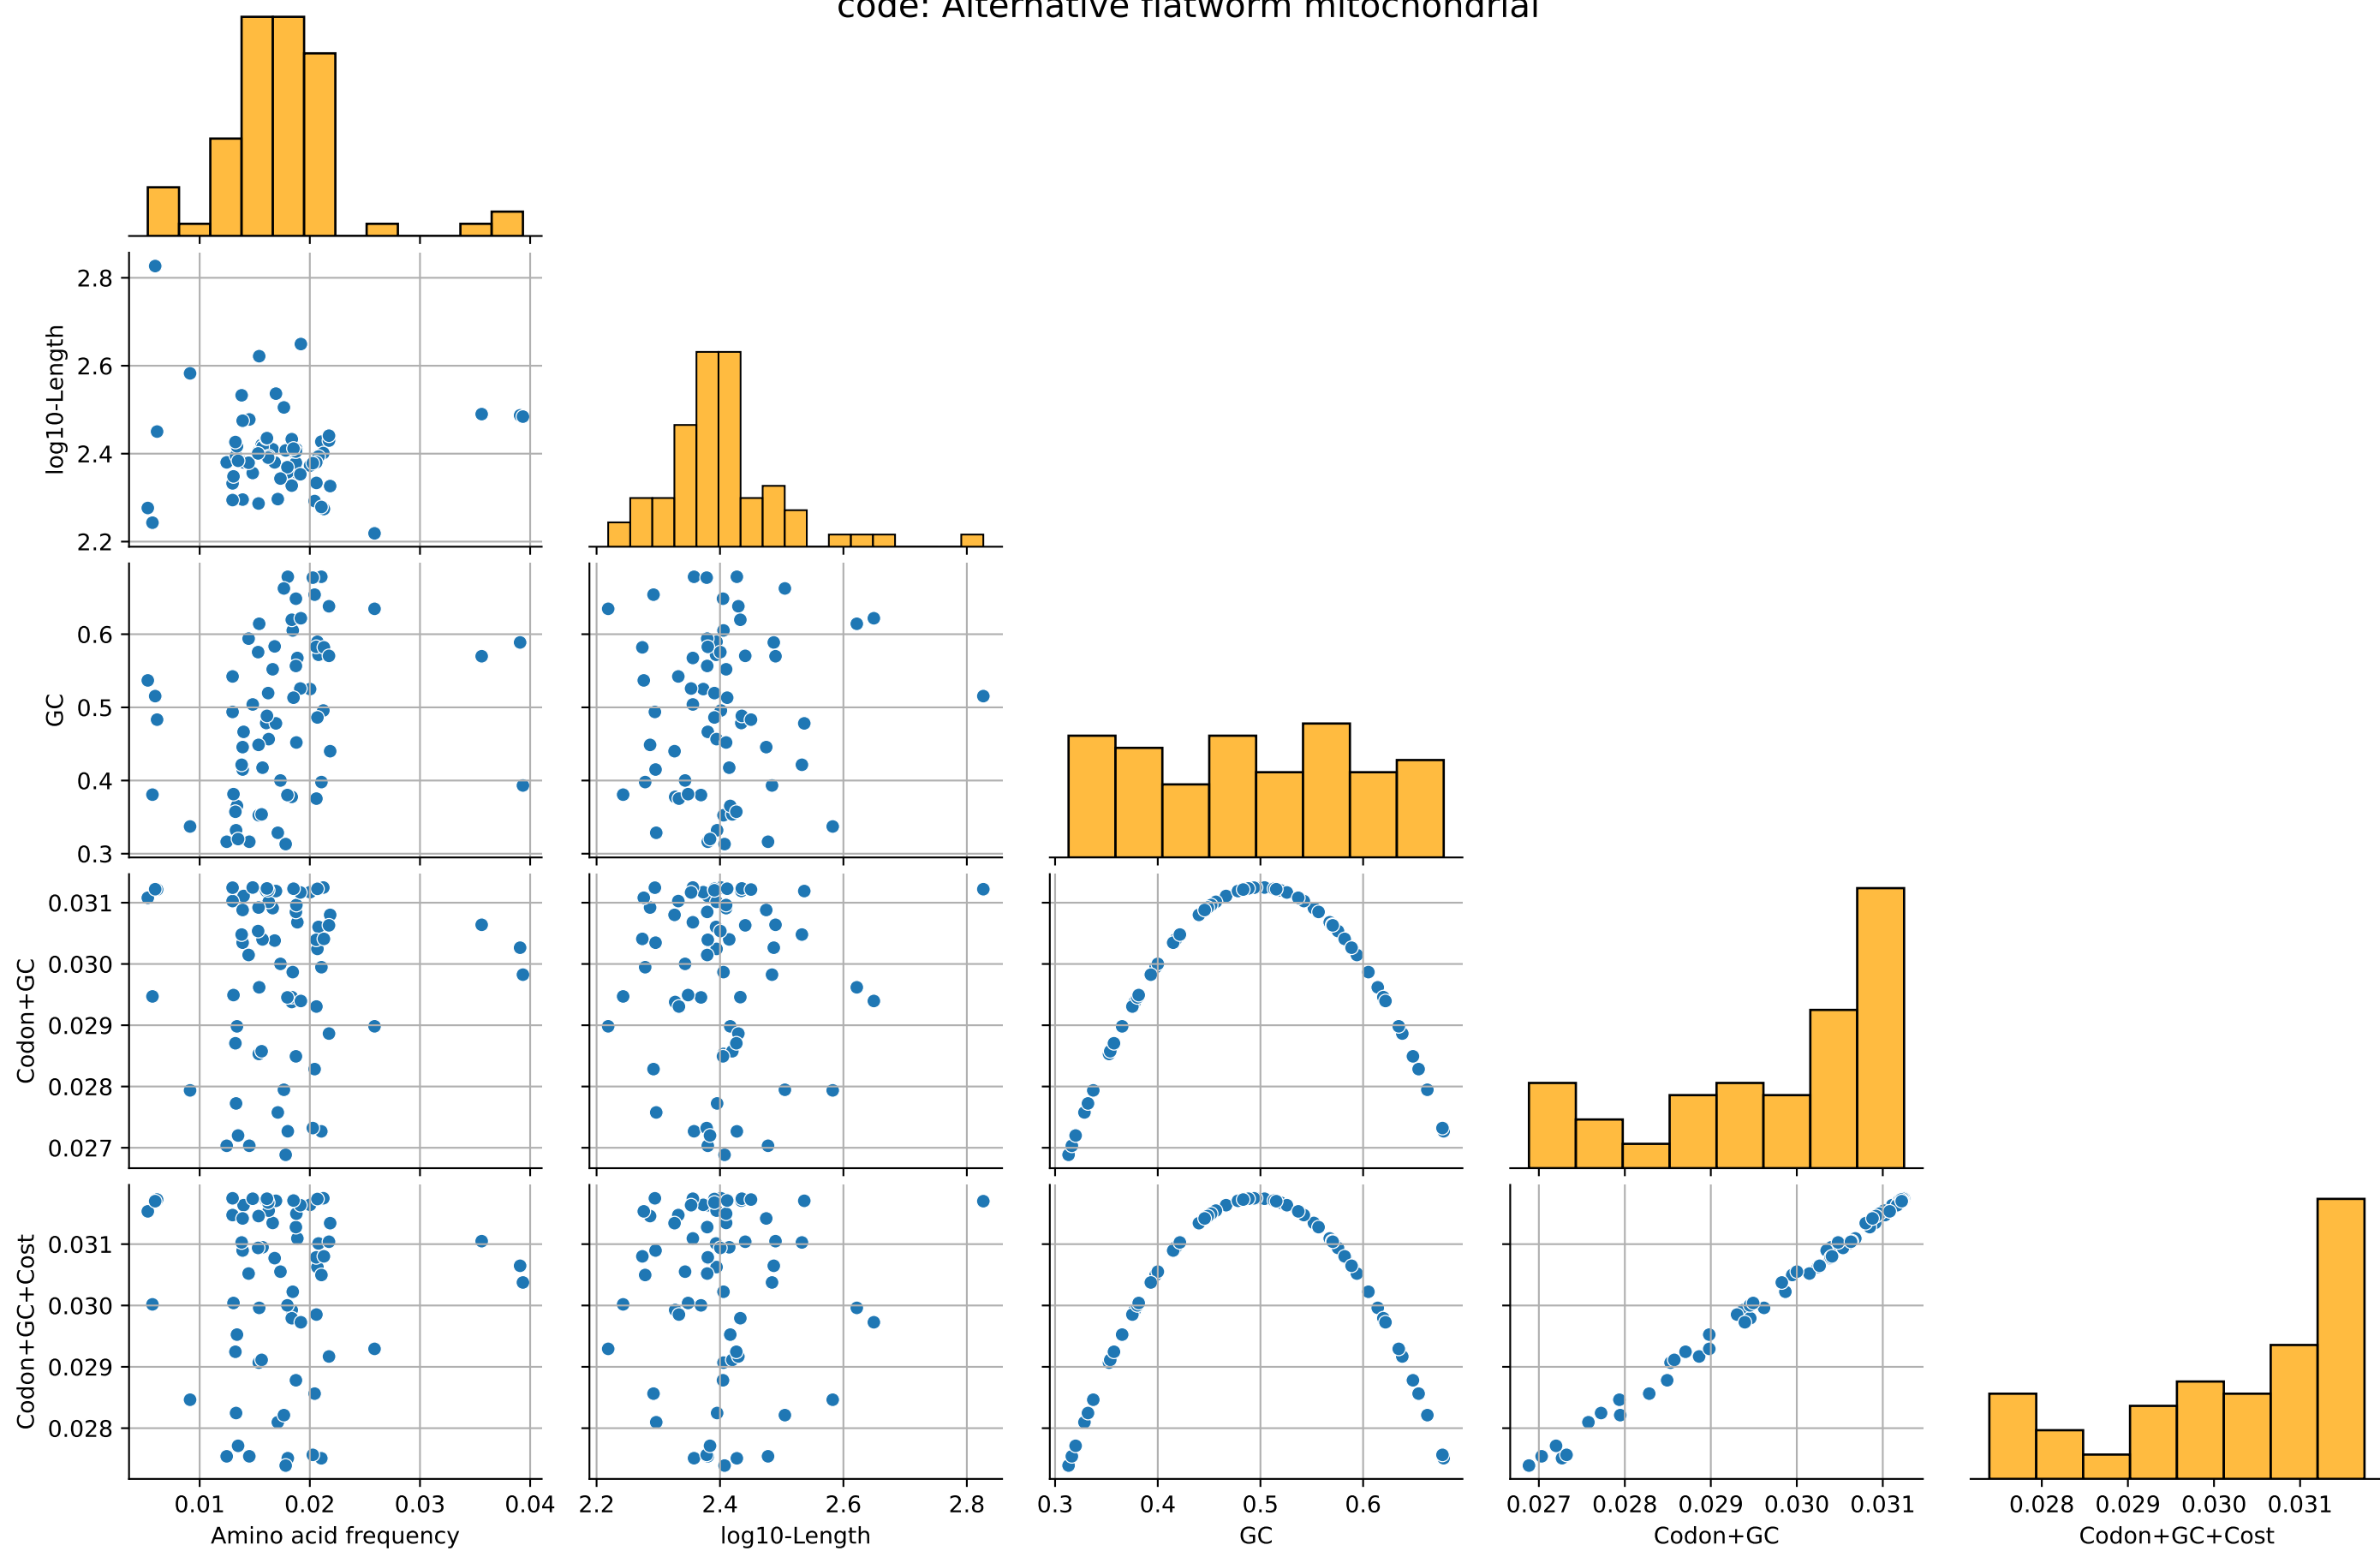 code: Alternative flatworm mitochondrial
2.8
2.6
2.4
2.2
log10-Length
0.6
0.5
0.4
0.3
GC
0.031
0.030
0.029
0.028
0.027
Codon+GC
0.031
0.030
0.029
0.028
Codon+GC+Cost
0.01 0.02 0.03 0.04 2.2 2.4 2.6 2.8 0.3 0.4 0.5 0.6 0.027 0.028 0.029 0.030 0.031 0.028 0.029 0.030 0.031
Amino acid frequency log10-Length GC Codon+GC Codon+GC+Cost